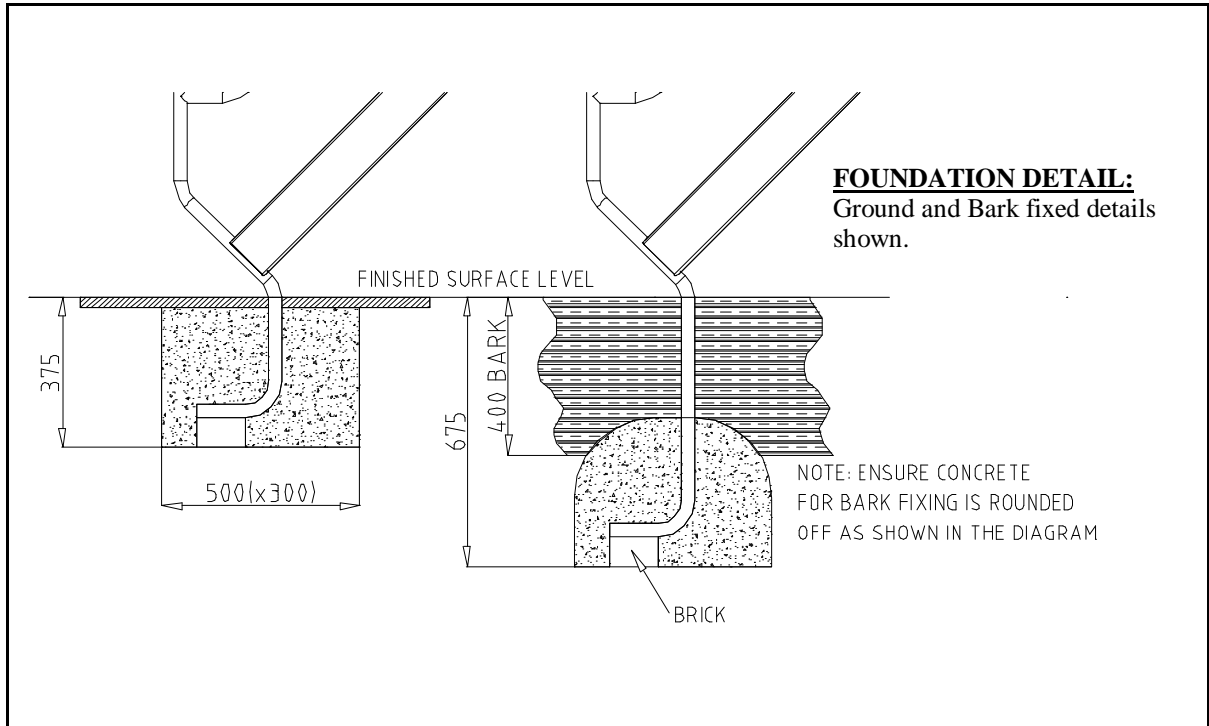 FOUNDATION DETAIL:
Ground and Bark fixed details
shown.
FINISHED SURFACE LEVEL
375
500(x300)
675
400 BARK
NOTE: ENSURE CONCRETE
FOR BARK FIXING IS ROUNDED
OFF AS SHOWN IN THE DIAGRAM
BRICK